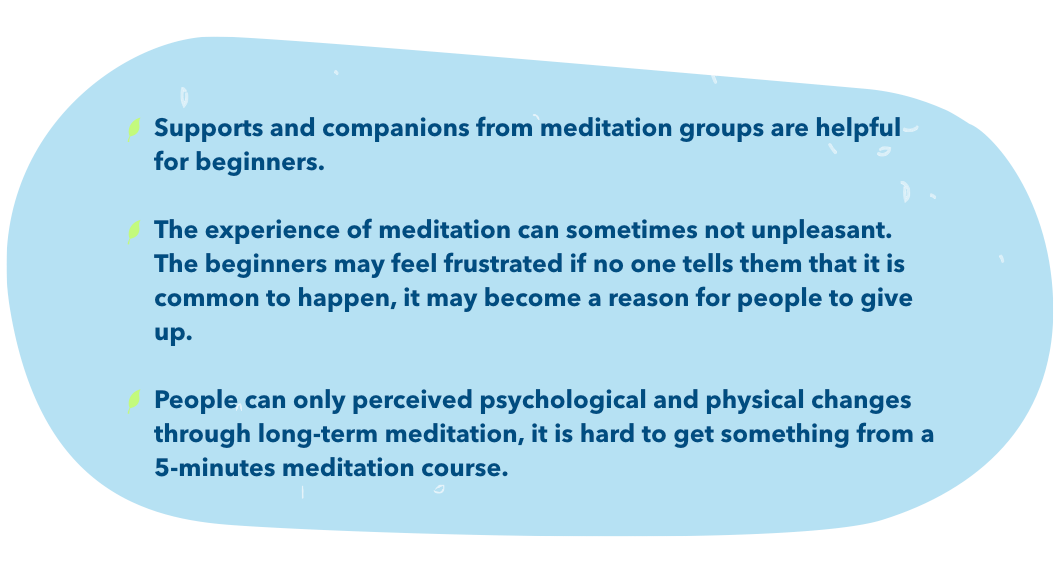 Supports and companions from meditation groups are helpful
for beginners.
The experience of meditation can sometimes not unpleasant.
The beginners may feel frustrated if no one tells them that it is
common to happen, it may become a reason for people to give
up.
People can only perceived psychological and physical changes
through long-term meditation, it is hard to get something from a
5-minutes meditation course.